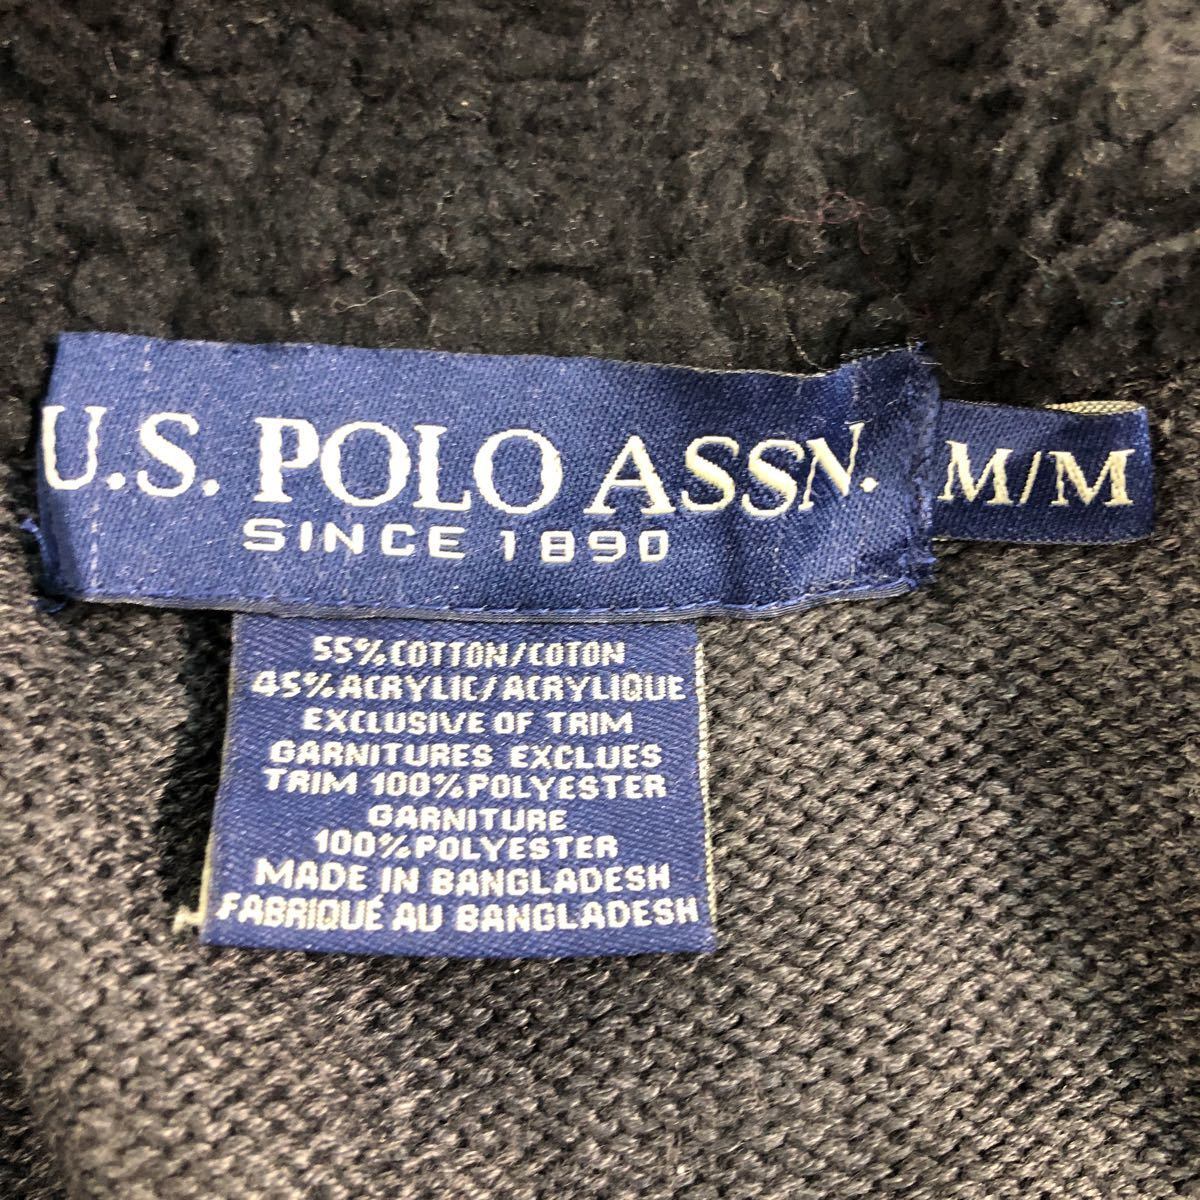 U.S. POLO ASSN.
SINCE 1890
M/M
55% COTTON/COTON
45% ACRYLIC/ACRYLIQUE
EXCLUSIVE OF TRIM
GARNITURES EXCLUES
TRIM 100% POLYESTER
GARNITURE
100% POLYESTER
MADE IN BANGLADESH
FABRIQUÉ AU BANGLADESH